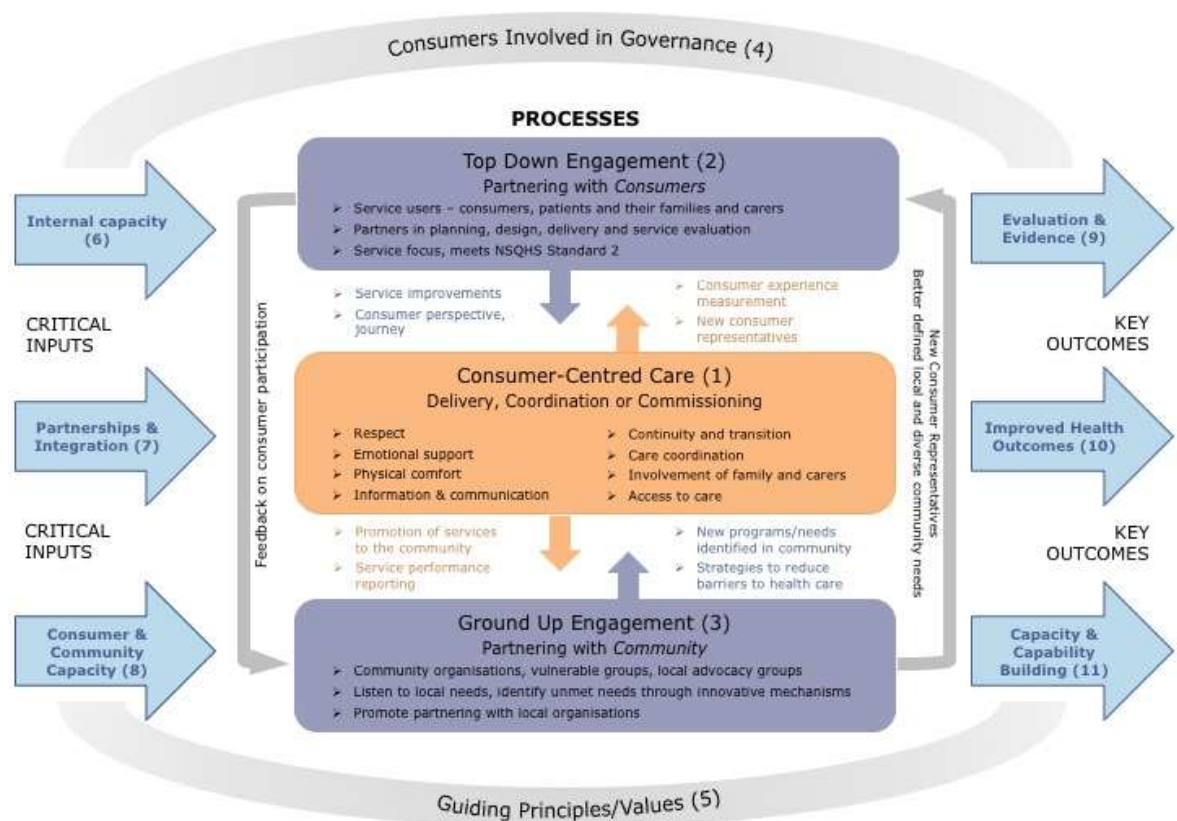 Consumers Involved in Governance (4)
PROCESSES
Top Down Engagement (2)
Partnering with Consumers
➢ Service users – consumers, patients and their families and carers
➢ Partners in planning, design, delivery and service evaluation
➢ Service focus, meets NSQHS Standard 2
Internal capacity
(6)
Evaluation &
Evidence (9)
➢ Service improvements
➢ Consumer perspective,
journey
➢ Consumer experience
measurement
➢ New consumer
representatives
CRITICAL
INPUTS
KEY
OUTCOMES
Feedback on consumer participation
New Consumer Representatives
Better defined local and diverse community needs
Consumer-Centred Care (1)
Delivery, Coordination or Commissioning
➢ Respect
➢ Emotional support
➢ Physical comfort
➢ Information & communication
➢ Continuity and transition
➢ Care coordination
➢ Involvement of family and carers
➢ Access to care
Partnerships &
Integration (7)
Improved Health
Outcomes (10)
CRITICAL
INPUTS
KEY
OUTCOMES
➢ Promotion of services
to the community
➢ Service performance
reporting
➢ New programs/needs
identified in community
➢ Strategies to reduce
barriers to health care
Ground Up Engagement (3)
Partnering with Community
➢ Community organisations, vulnerable groups, local advocacy groups
➢ Listen to local needs, identify unmet needs through innovative mechanisms
➢ Promote partnering with local organisations
Consumer &
Community
Capacity (8)
Capacity &
Capability
Building (11)
Guiding Principles/Values (5)